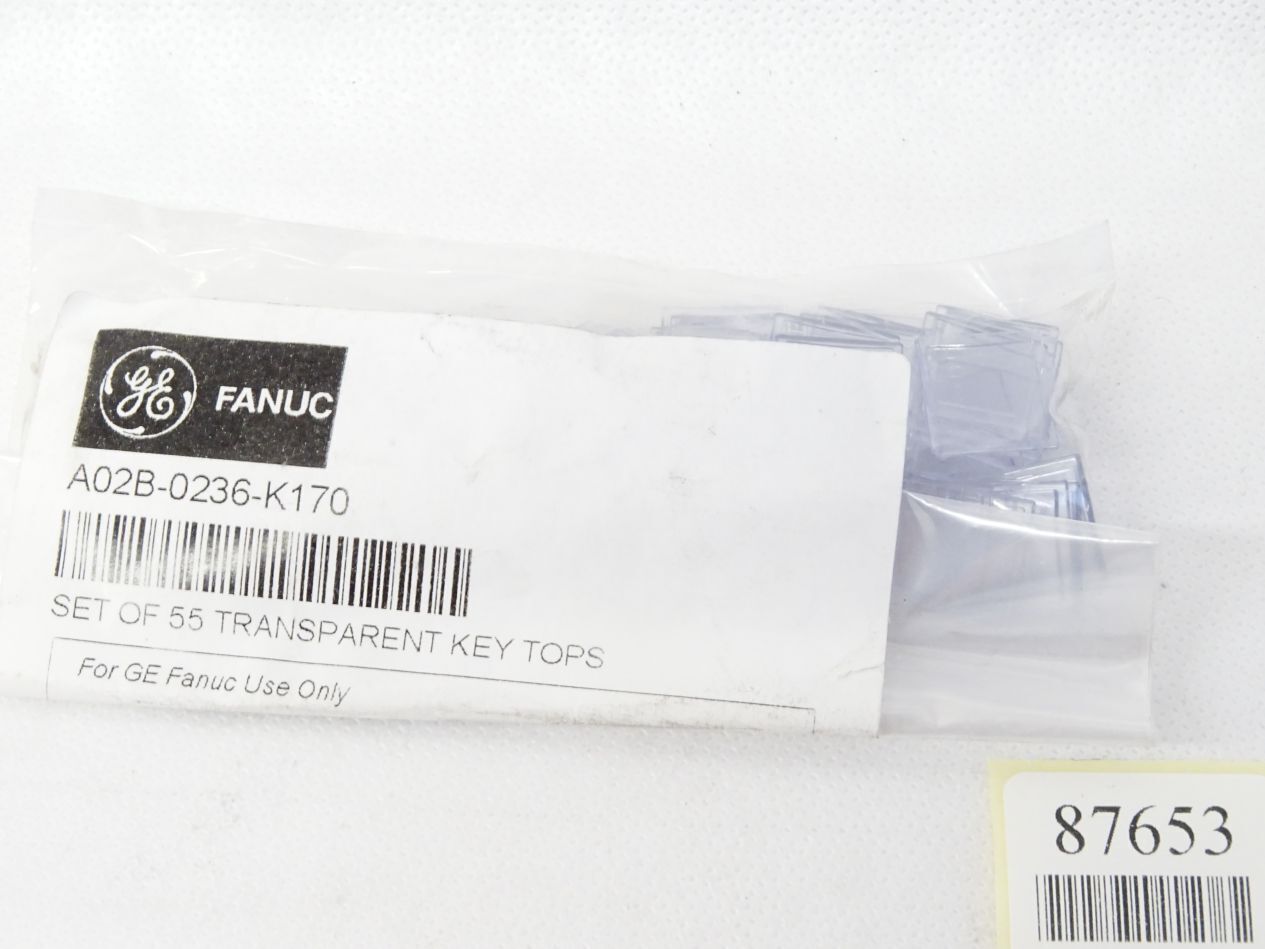 GE FANUC
A02B-0236-K170
SET OF 55 TRANSPARENT KEY TOPS
For GE Fanuc Use Only
87653